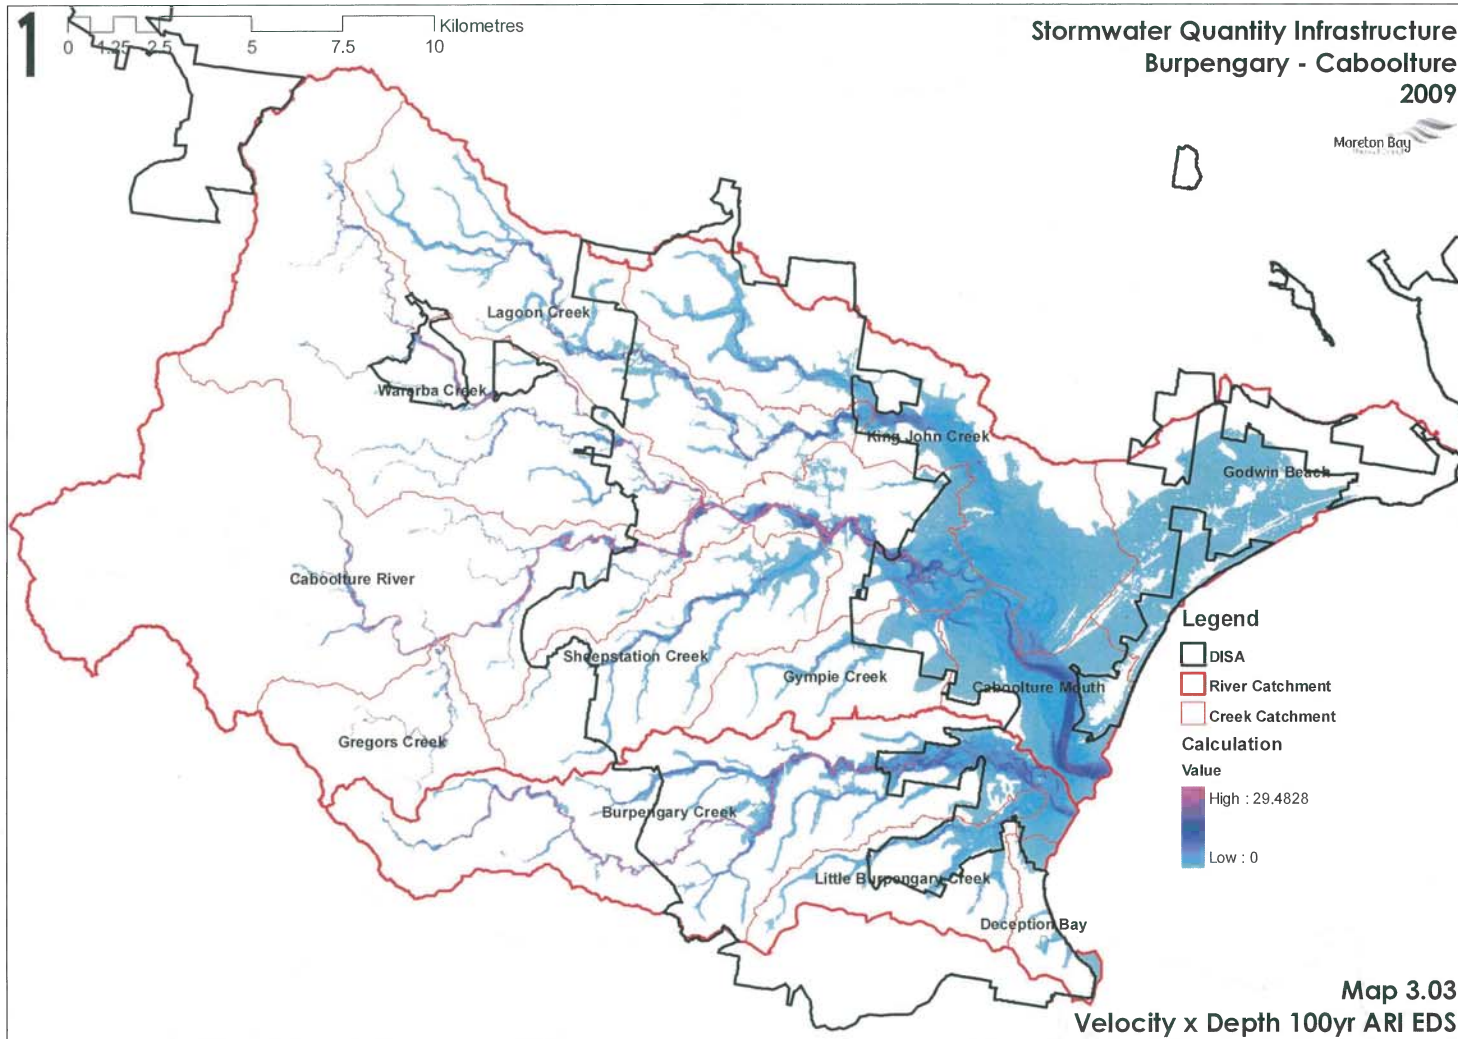 1
Kilometres
0 1.25 2.5 5 7.5 10
Stormwater Quantity Infrastructure
Burpengary - Caboolture
2009
Moreton Bay
Lagoon Creek
Wararba Creek
King John Creek
Godwin Beach
Caboolture River
Sheepstation Creek
Gympie Creek
Caboolture Mouth
Gregors Creek
Burpengary Creek
Little Burpengary Creek
Deception Bay
Legend
DISA
River Catchment
Creek Catchment
Calculation
Value
High : 29.4828
Low : 0
Map 3.03
Velocity x Depth 100yr ARI EDS